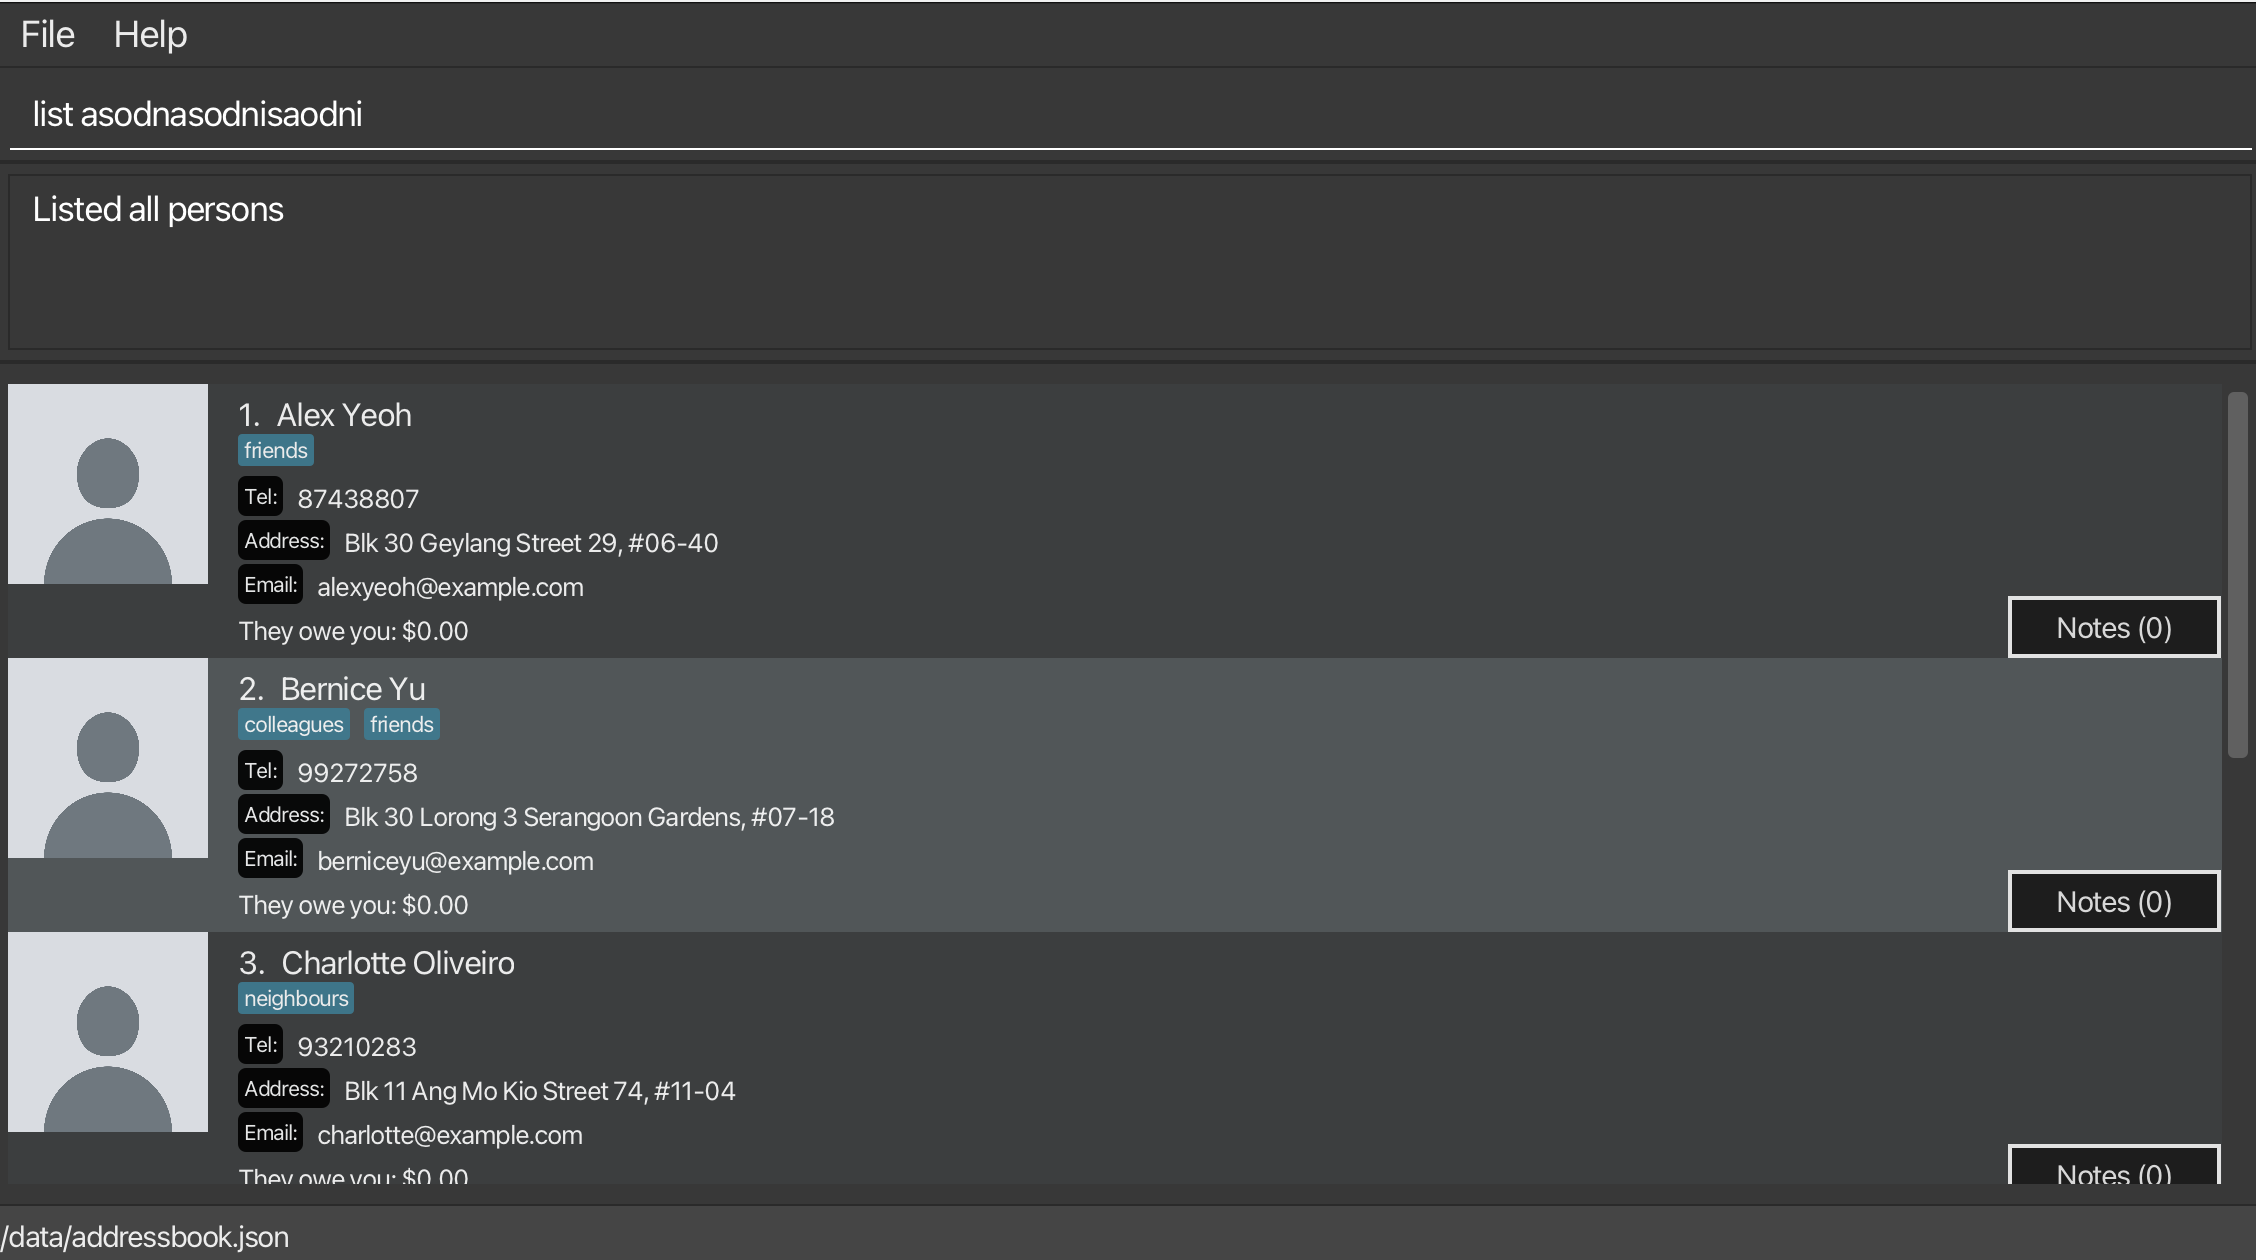 File Help
list asodnasodnisaodni
Listed all persons
1. Alex Yeoh
friends
Tel: 87438807
Address: Blk 30 Geylang Street 29, #06-40
Email: alexyeoh@example.com
They owe you: $0.00
Notes (0)
2. Bernice Yu
colleagues friends
Tel: 99272758
Address: Blk 30 Lorong 3 Serangoon Gardens, #07-18
Email: berniceyu@example.com
They owe you: $0.00
Notes (0)
3. Charlotte Oliveiro
neighbours
Tel: 93210283
Address: Blk 11 Ang Mo Kio Street 74, #11-04
Email: charlotte@example.com
They owe you: $0.00
Notes (0)
/data/addressbook.json